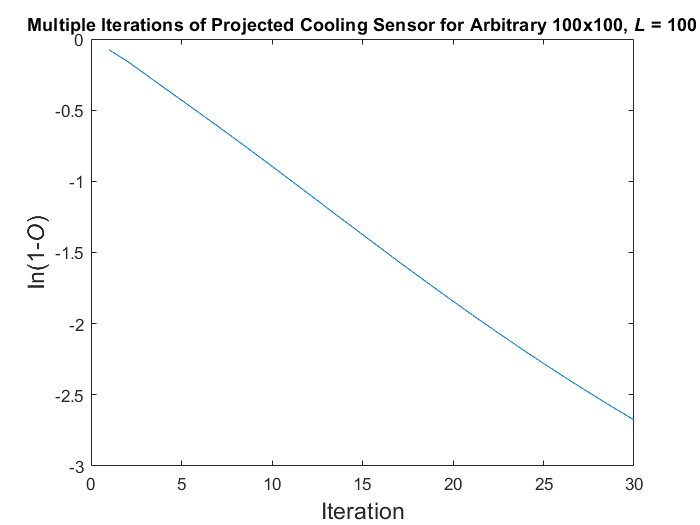 Multiple Iterations of Projected Cooling Sensor for Arbitrary 100x100, L = 100
0
-0.5
-1
-1.5
-2
-2.5
-3
ln(1-O)
0 5 10 15 20 25 30
Iteration